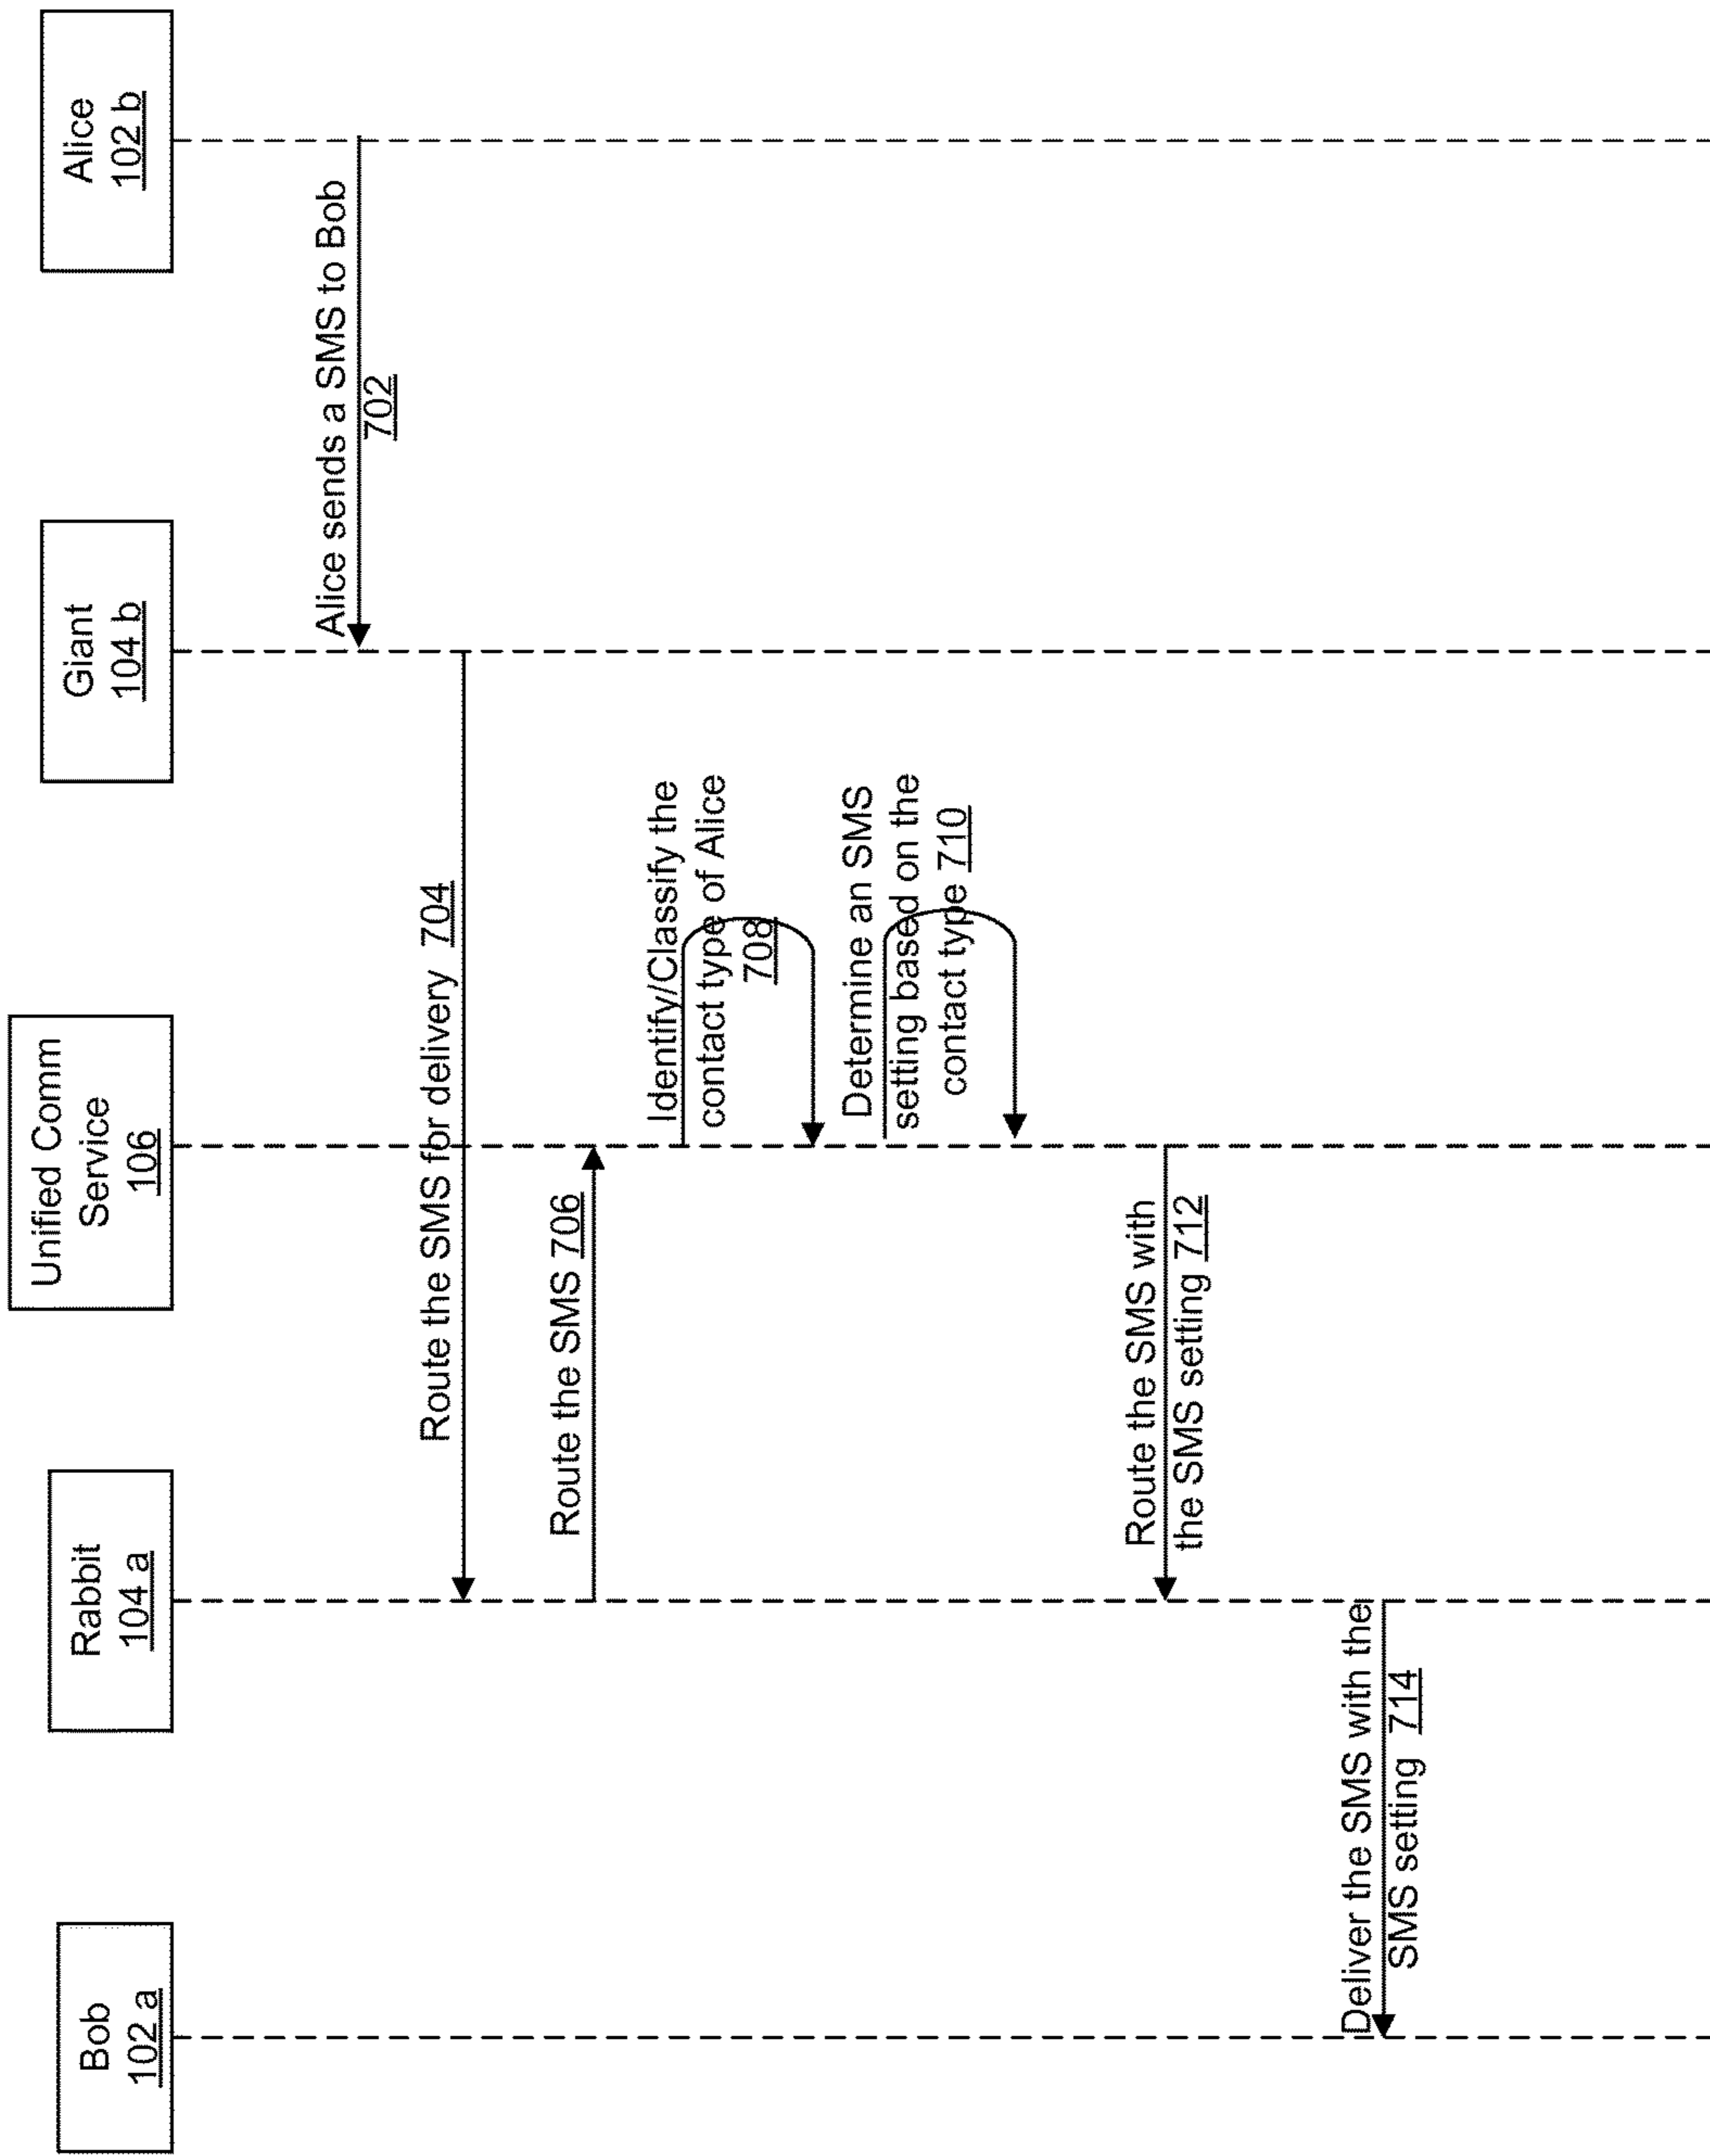 Bob
102 a
Rabbit
104 a
Unified Comm
Service
106
Giant
104 b
Alice
102 b
Alice sends a SMS to Bob
702
Route the SMS for delivery 704
Route the SMS 706
Identify/Classify the
contact type of Alice
708
Determine an SMS
setting based on the
contact type 710
Route the SMS with
the SMS setting 712
Deliver the SMS with the
SMS setting 714